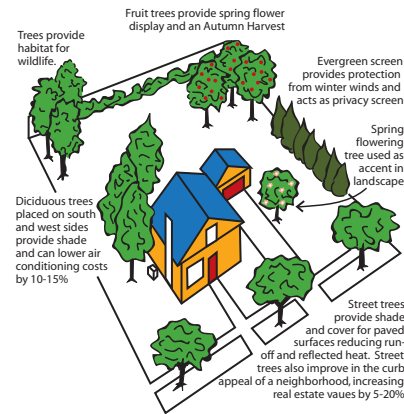 Fruit trees provide spring flower
display and an Autumn Harvest
Trees provide
habitat for
wildlife.
Evergreen screen
provides protection
from winter winds and
acts as privacy screen
Spring
flowering
tree used as
accent in
landscape
Diciduous trees
placed on south
and west sides
provide shade
and can lower air
conditioning costs
by 10-15%
Street trees
provide shade
and cover for paved
surfaces reducing run-
off and reflected heat. Street
trees also improve in the curb
appeal of a neighborhood, increasing
real estate vaues by 5-20%